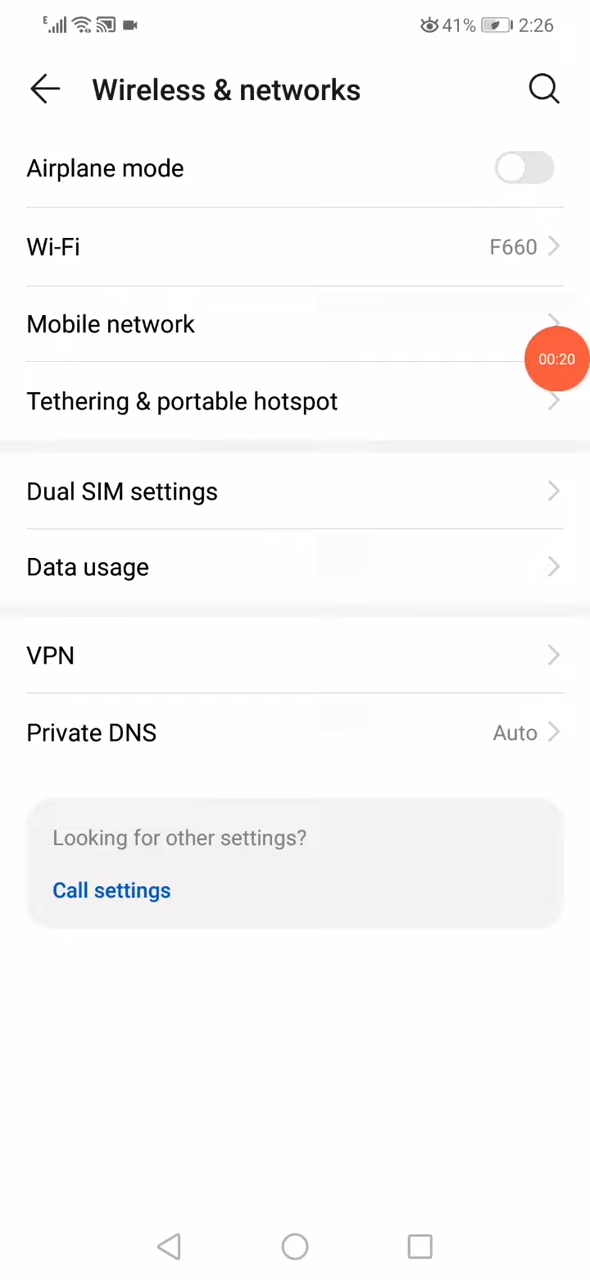 E 41% 2:26
Wireless & networks
Airplane mode
Wi-Fi F660
Mobile network
00:20
Tethering & portable hotspot
Dual SIM settings
Data usage
VPN
Private DNS Auto
Looking for other settings?
Call settings